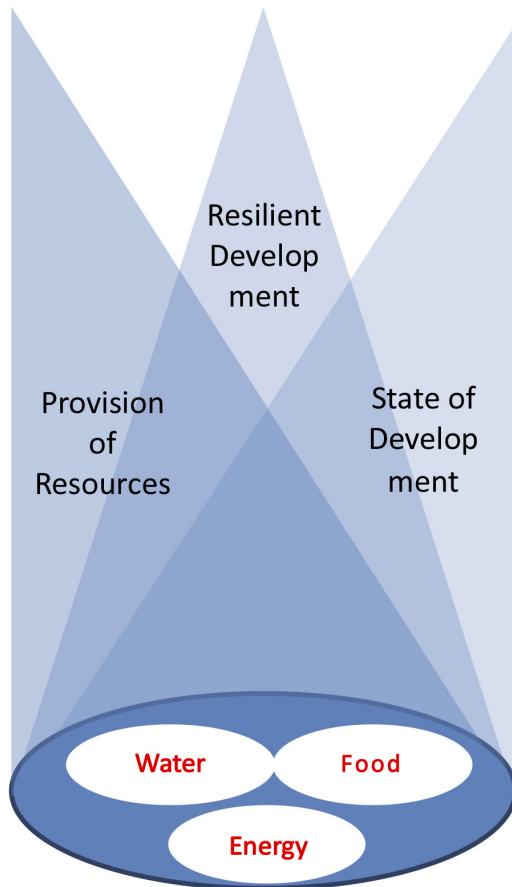 Resilient
Develop
ment
Provision
of
Resources
State of
Develop
ment
Water
Food
Energy